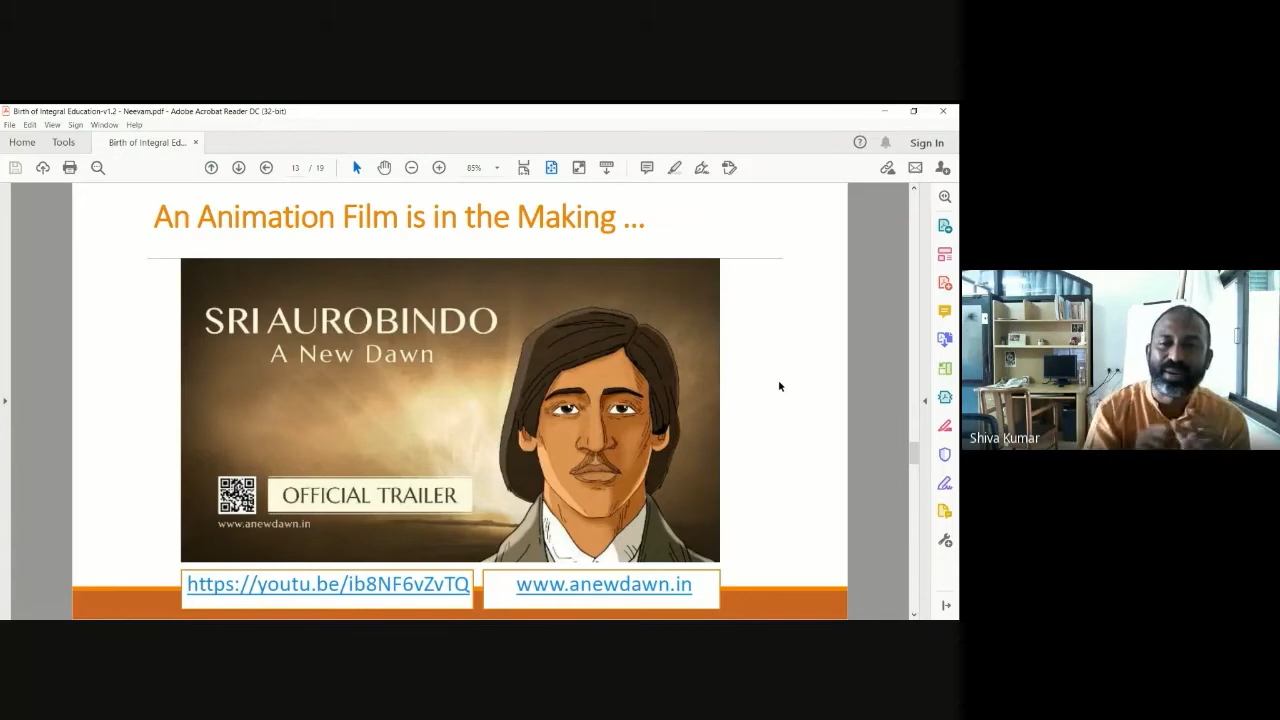 Birth of Integral Education-v1.2 - Neevam.pdf - Adobe Acrobat Reader DC (32-bit)
File Edit View Sign Window Help
Home Tools Birth of Integral Ed... × Sign In
13 / 19 85%
An Animation Film is in the Making ...
SRI AUROBINDO
A New Dawn
OFFICIAL TRAILER
www.anewdawn.in
https://youtu.be/ib8NF6vZvTQ www.anewdawn.in
Shiva Kumar